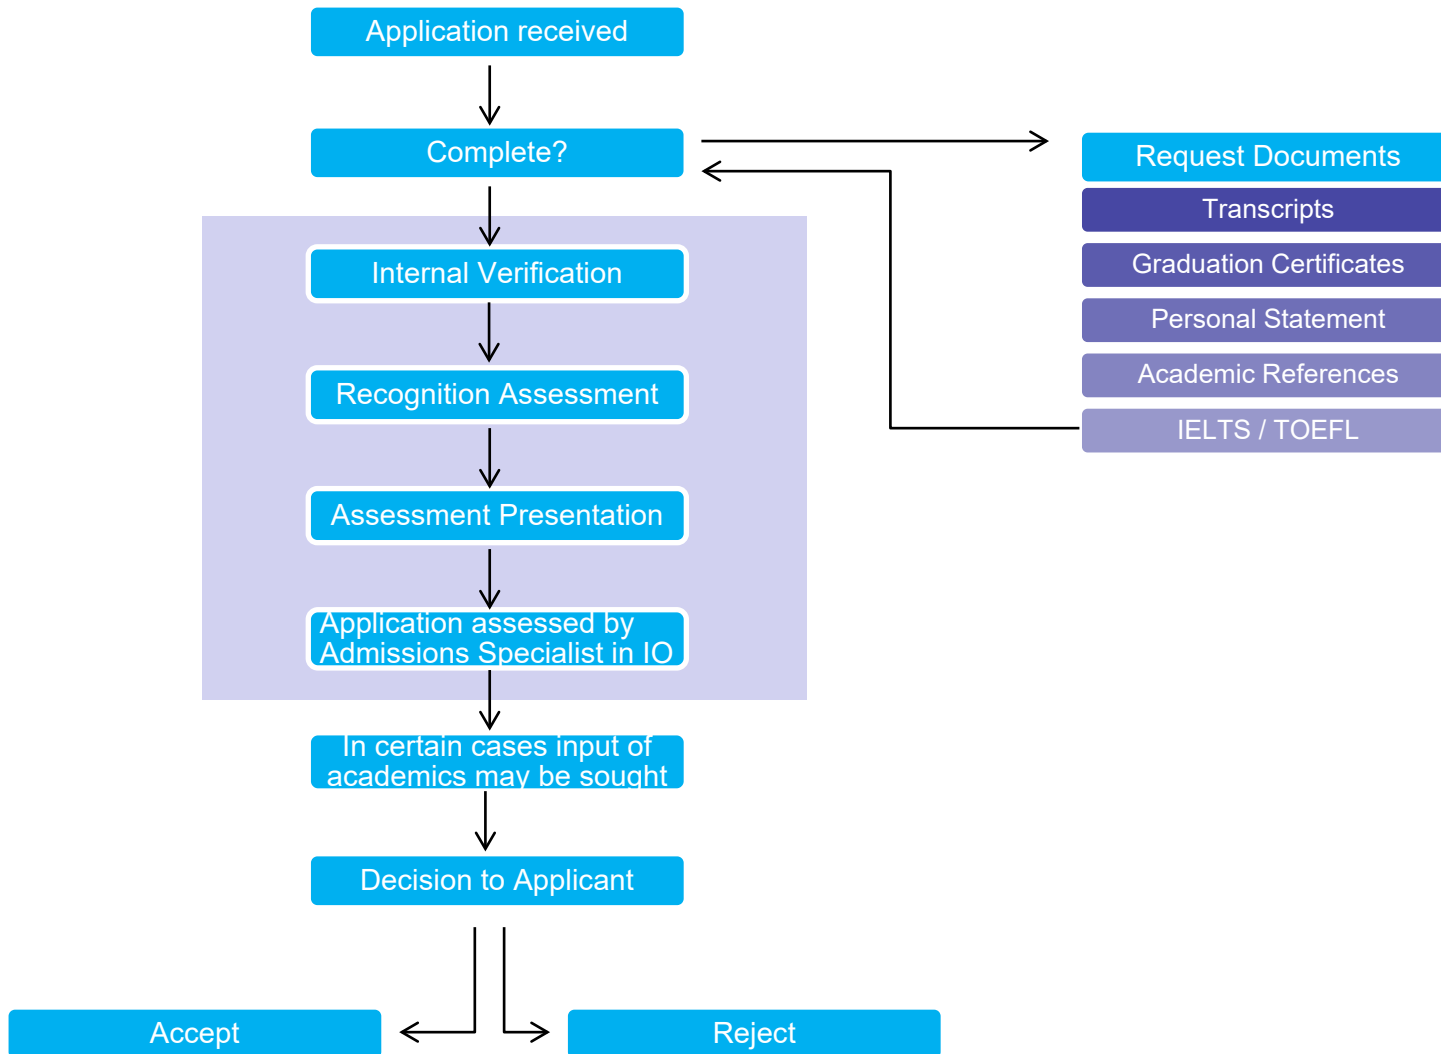 Application received
Complete?
Request Documents
Transcripts
Graduation Certificates
Personal Statement
Academic References
IELTS / TOEFL
Internal Verification
Recognition Assessment
Assessment Presentation
Application assessed by
Admissions Specialist in IO
In certain cases input of
academics may be sought
Decision to Applicant
Accept
Reject